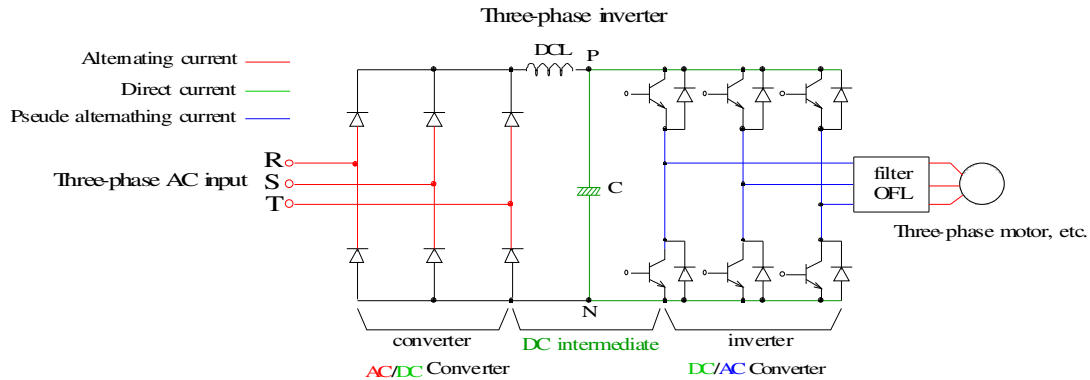 Three-phase inverter
DCL
P
Alternating current
Direct current
Pseude alternathing current
R
Three-phase AC input
S
T
C
filter
OFL
Three-phase motor, etc.
N
converter
DC intermediate
inverter
AC/DC Converter
DC/AC Converter